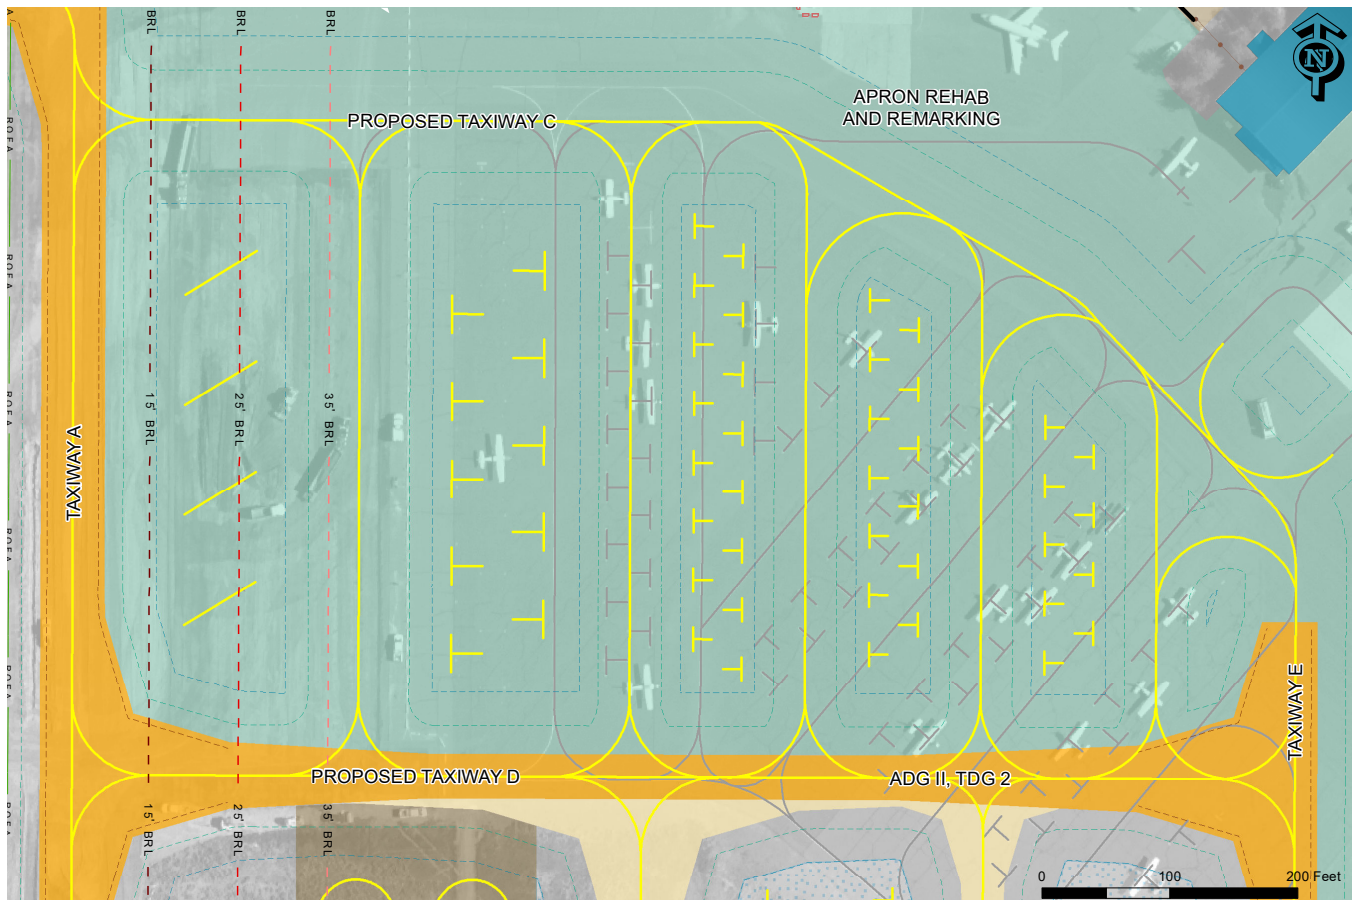 BRL
BRL
BRL
N
APRON REHAB
AND REMARKING
PROPOSED TAXIWAY C
ROFA
ROFA
ROFA
ROFA
15' BRL
25' BRL
35' BRL
TAXIWAY A
TAXIWAY E
PROPOSED TAXIWAY D
ADG II, TDG 2
ROFA
15' BRL
25' BRL
35' BRL
0
100
200 Feet